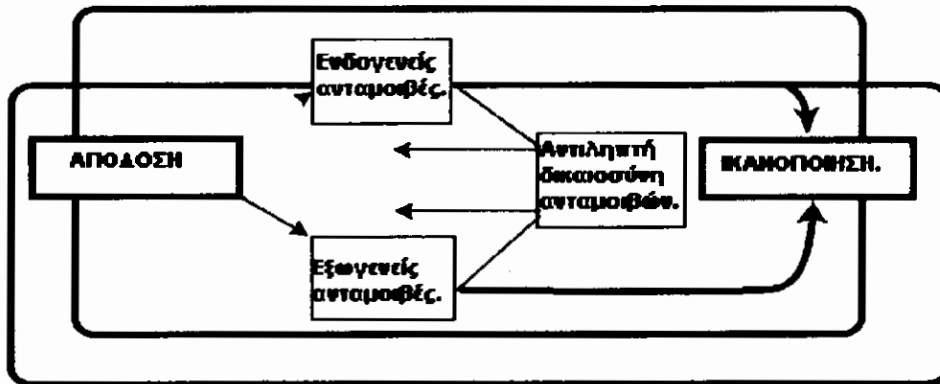 Ενδογενείς
ανταμοιβές.
ΑΠΟΔΟΣΗ
Αντιληπτή
δικαιοσύνη
ανταμοιβών.
ΙΚΑΝΟΠΟΙΗΣΗ.
Εξωγενείς
ανταμοιβές.